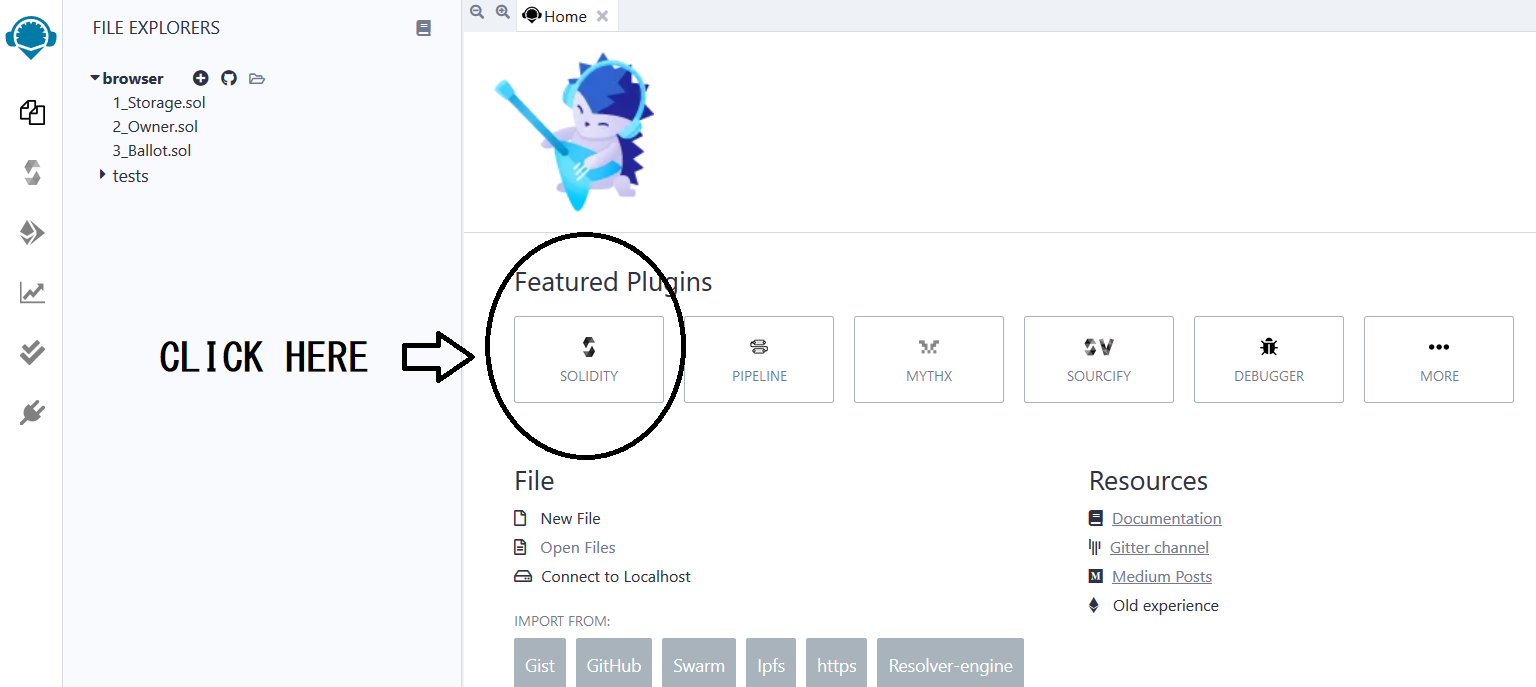 FILE EXPLORERS
Home
browser
1_Storage.sol
2_Owner.sol
3_Ballot.sol
tests
Featured Plugins
CLICK HERE
SOLIDITY
PIPELINE
MYTHX
SOURCIFY
DEBUGGER
MORE
File
New File
Open Files
Connect to Localhost
IMPORT FROM:
Gist
GitHub
Swarm
Ipfs
https
Resolver-engine
Resources
Documentation
Gitter channel
Medium Posts
Old experience